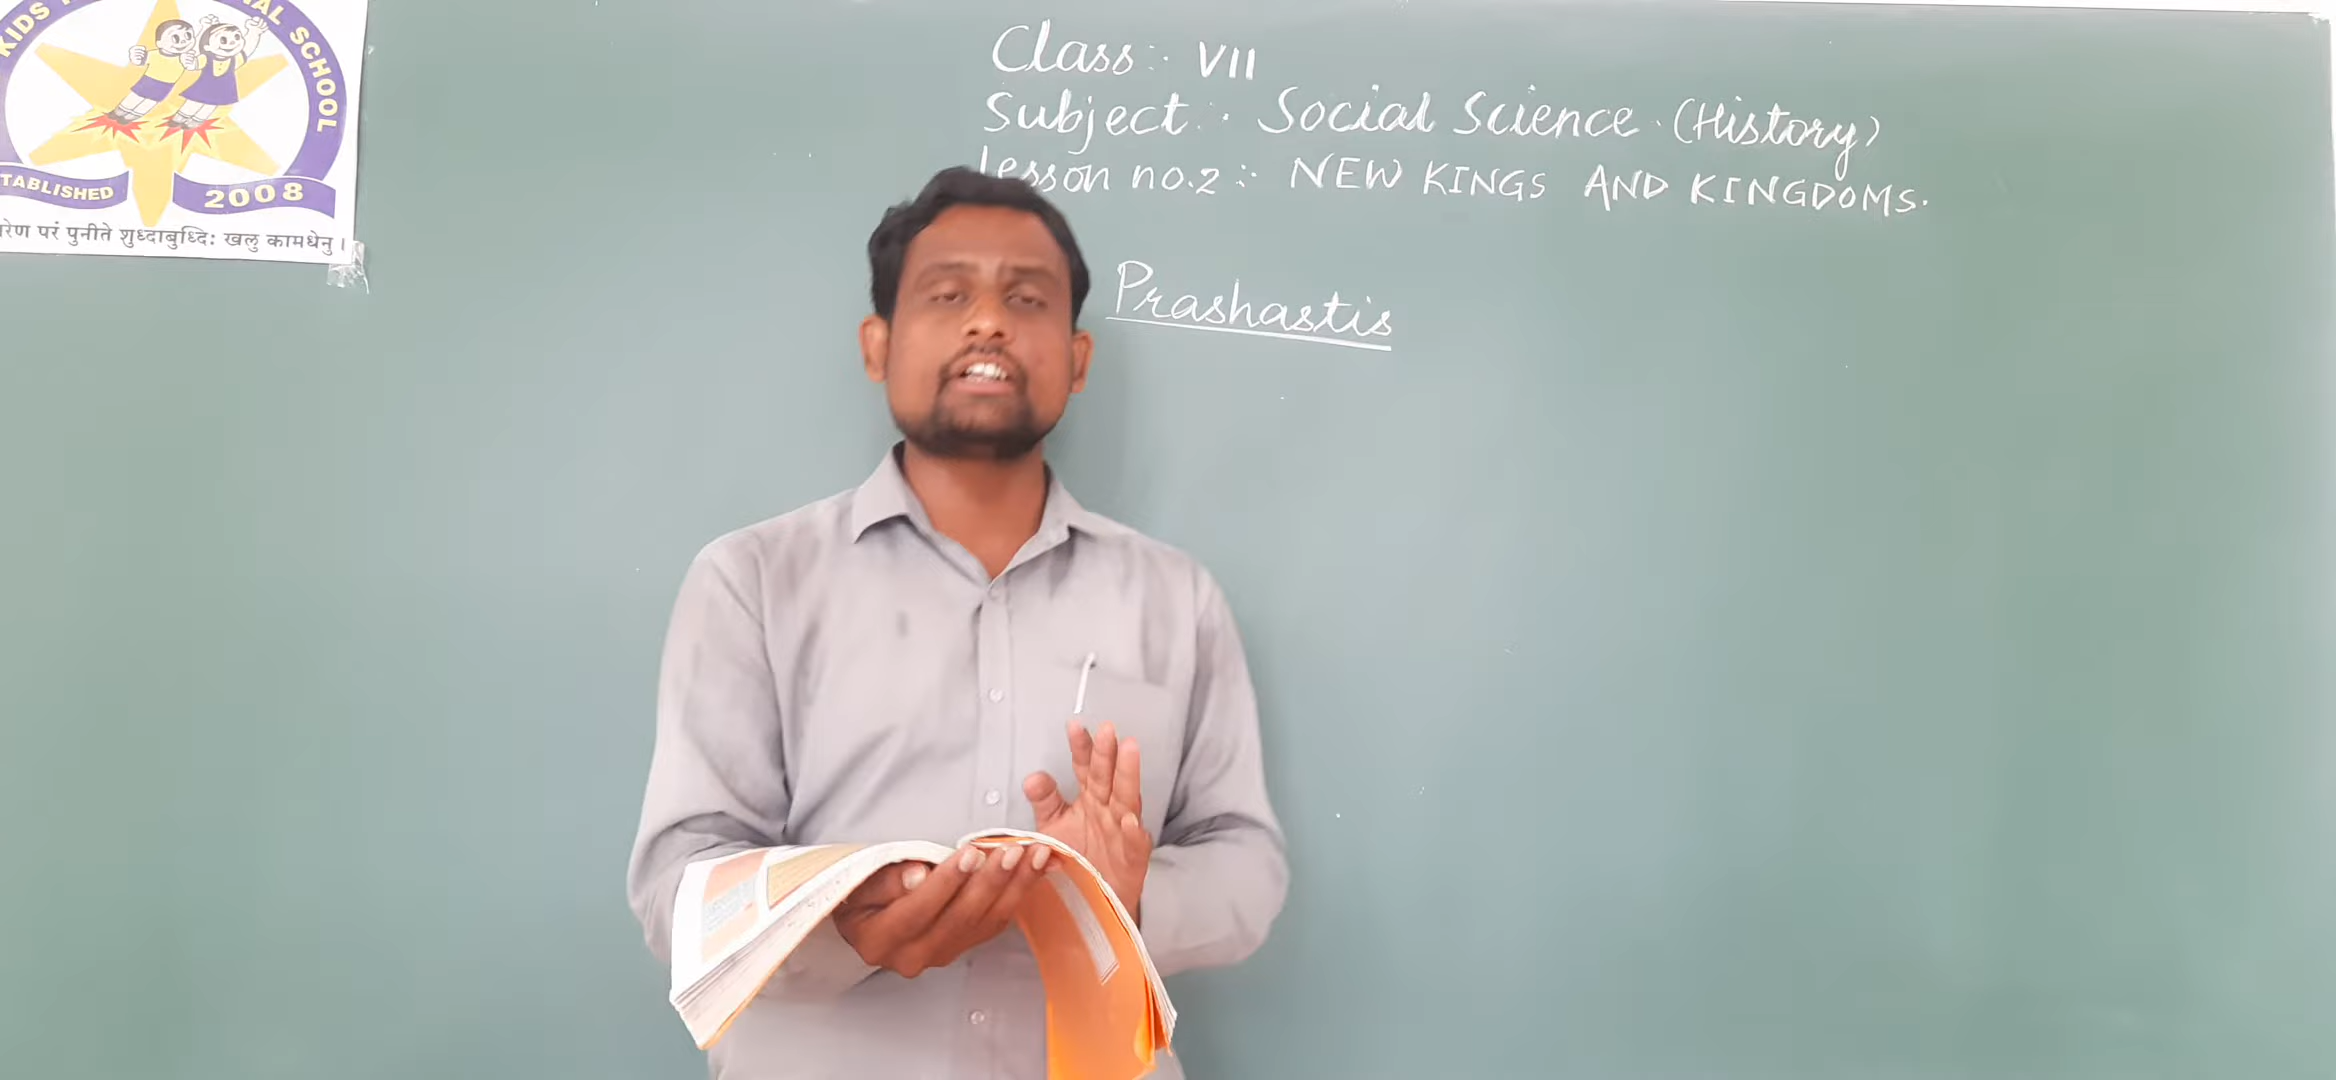 KIDS
AL SCHOOL
TABLISHED
2008
रेण परं पुनीते शुध्दाबुध्दिः खलु कामधेनु।
Class :- VII
Subject :- Social Science (History)
Lesson no.2 :- NEW KINGS AND KINGDOMS.
Prashastis